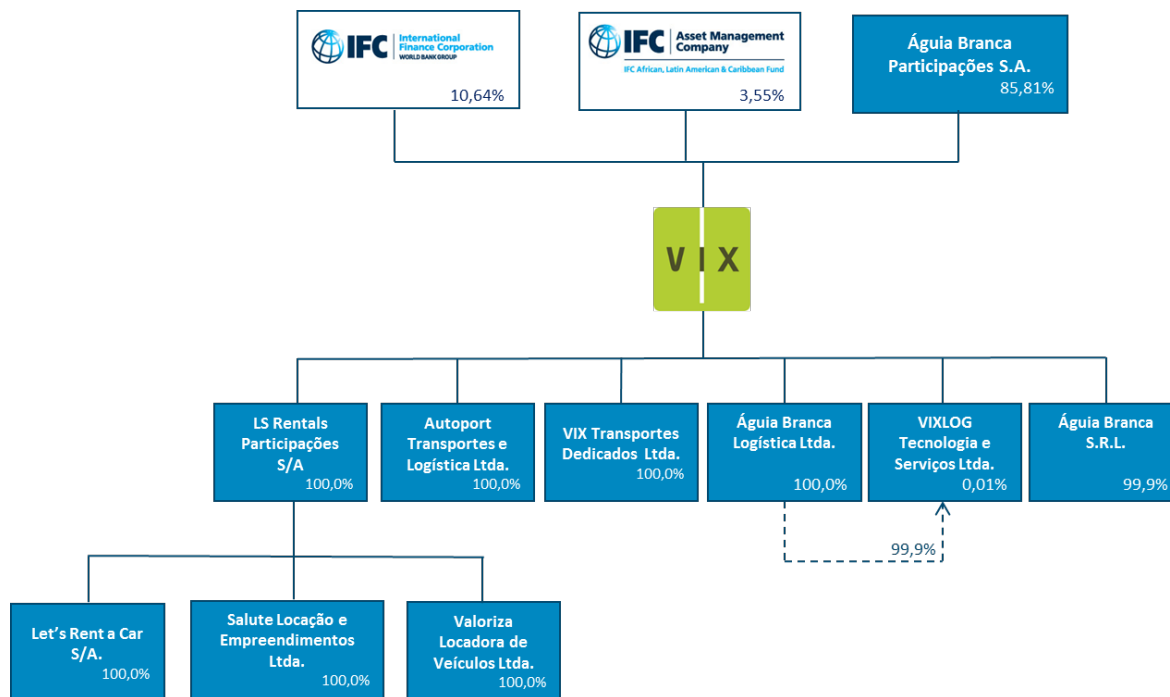 IFC
International
Finance Corporation
WORLD BANK GROUP
10,64%
IFC
Asset Management
Company
IFC African, Latin American & Caribbean Fund
3,55%
Águia Branca
Participações S.A.
85,81%
VIX
LS Rentals
Participações
S/A
100,0%
Autoport
Transportes e
Logística Ltda.
100,0%
VIX Transportes
Dedicados Ltda.
100,0%
Águia Branca
Logística Ltda.
100,0%
VIXLOG
Tecnologia e
Serviços Ltda.
0,01%
Águia Branca
S.R.L.
99,9%
99,9%
Let's Rent a Car
S/A.
100,0%
Salute Locação e
Empreendimentos
Ltda.
100,0%
Valoriza
Locadora de
Veículos Ltda.
100,0%